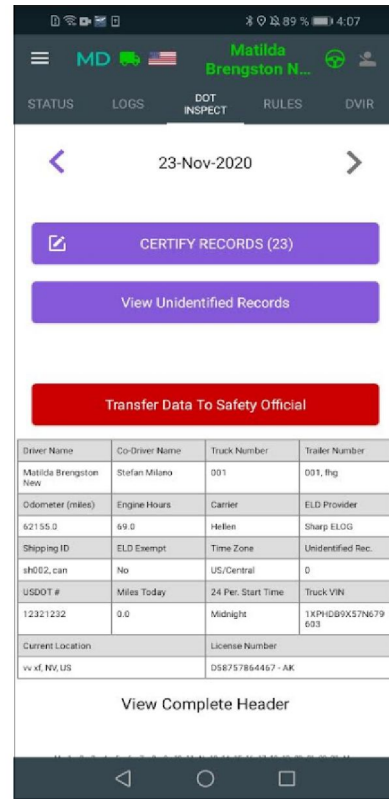 89 % 4:07
MD
Matilda
Brengston N...
STATUS
LOGS
DOT
INSPECT
RULES
DVIR
23-Nov-2020
CERTIFY RECORDS (23)
View Unidentified Records
Transfer Data To Safety Official
Driver Name Co-Driver Name Truck Number Trailer Number
Matilda Brengston
New
Stefan Milano 001 001, fhg
Odometer (miles) Engine Hours Carrier ELD Provider
62155.0 69.0 Hellen Sharp ELOG
Shipping ID ELD Exempt Time Zone Unidentified Rec.
sh002, can No US/Central 0
USDOT # Miles Today 24 Per. Start Time Truck VIN
12321232 0.0 Midnight 1XPHDB9X57N679
603
Current Location License Number
vv xf, NV, US D58757864467 - AK
View Complete Header